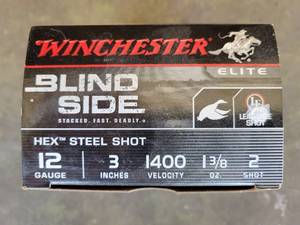 WINCHESTER
ELITE
BLIND
SIDE
STACKED. FAST. DEADLY.®
HEX™ STEEL SHOT
12 3 1400 1 3/8 2
GAUGE INCHES VELOCITY OZ. SHOT
SHOT